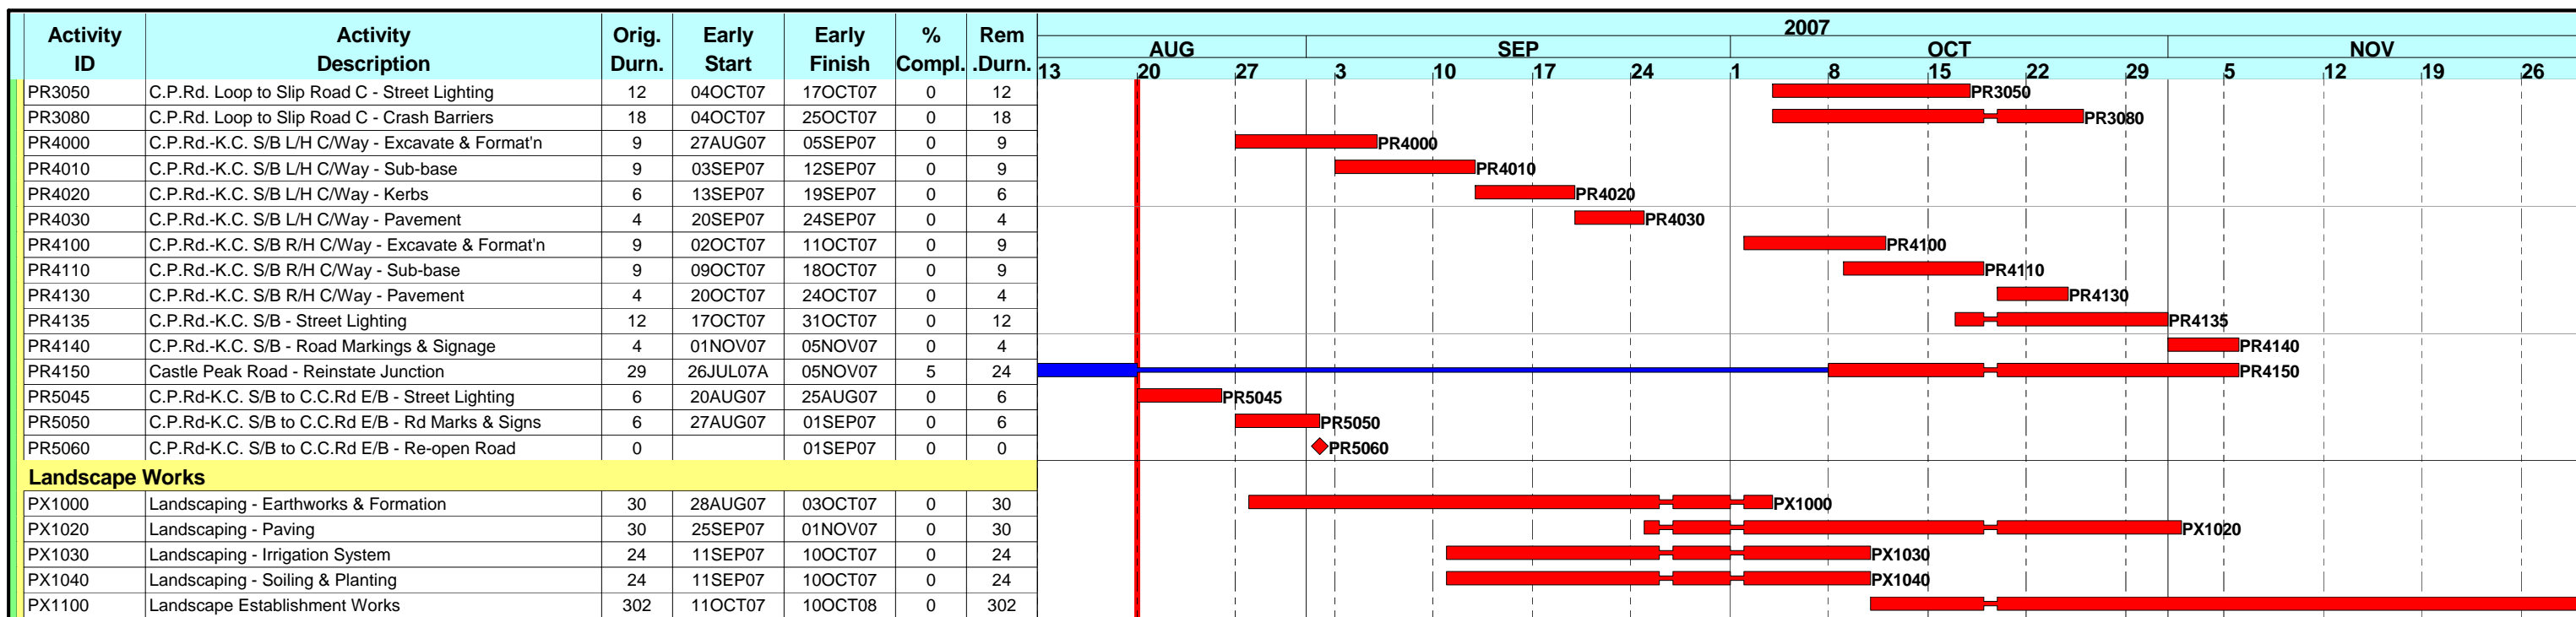 Activity ID Activity Description Orig. Durn. Early Start Early Finish % Compl. Rem .Durn. 2007
AUG SEP OCT NOV
13 20 27 3 10 17 24 1 8 15 22 29 5 12 19 26
PR3050 C.P.Rd. Loop to Slip Road C - Street Lighting 12 04OCT07 17OCT07 0 12 PR3050
PR3080 C.P.Rd. Loop to Slip Road C - Crash Barriers 18 04OCT07 25OCT07 0 18 PR3080
PR4000 C.P.Rd.-K.C. S/B L/H C/Way - Excavate & Format'n 9 27AUG07 05SEP07 0 9 PR4000
PR4010 C.P.Rd.-K.C. S/B L/H C/Way - Sub-base 9 03SEP07 12SEP07 0 9 PR4010
PR4020 C.P.Rd.-K.C. S/B L/H C/Way - Kerbs 6 13SEP07 19SEP07 0 6 PR4020
PR4030 C.P.Rd.-K.C. S/B L/H C/Way - Pavement 4 20SEP07 24SEP07 0 4 PR4030
PR4100 C.P.Rd.-K.C. S/B R/H C/Way - Excavate & Format'n 9 02OCT07 11OCT07 0 9 PR4100
PR4110 C.P.Rd.-K.C. S/B R/H C/Way - Sub-base 9 09OCT07 18OCT07 0 9 PR4110
PR4130 C.P.Rd.-K.C. S/B R/H C/Way - Pavement 4 20OCT07 24OCT07 0 4 PR4130
PR4135 C.P.Rd.-K.C. S/B - Street Lighting 12 17OCT07 31OCT07 0 12 PR4135
PR4140 C.P.Rd.-K.C. S/B - Road Markings & Signage 4 01NOV07 05NOV07 0 4 PR4140
PR4150 Castle Peak Road - Reinstate Junction 29 26JUL07A 05NOV07 5 24 PR4150
PR5045 C.P.Rd-K.C. S/B to C.C.Rd E/B - Street Lighting 6 20AUG07 25AUG07 0 6 PR5045
PR5050 C.P.Rd-K.C. S/B to C.C.Rd E/B - Rd Marks & Signs 6 27AUG07 01SEP07 0 6 PR5050
PR5060 C.P.Rd-K.C. S/B to C.C.Rd E/B - Re-open Road 0 01SEP07 0 0 PR5060
Landscape Works
PX1000 Landscaping - Earthworks & Formation 30 28AUG07 03OCT07 0 30 PX1000
PX1020 Landscaping - Paving 30 25SEP07 01NOV07 0 30 PX1020
PX1030 Landscaping - Irrigation System 24 11SEP07 10OCT07 0 24 PX1030
PX1040 Landscaping - Soiling & Planting 24 11SEP07 10OCT07 0 24 PX1040
PX1100 Landscape Establishment Works 302 11OCT07 10OCT08 0 302